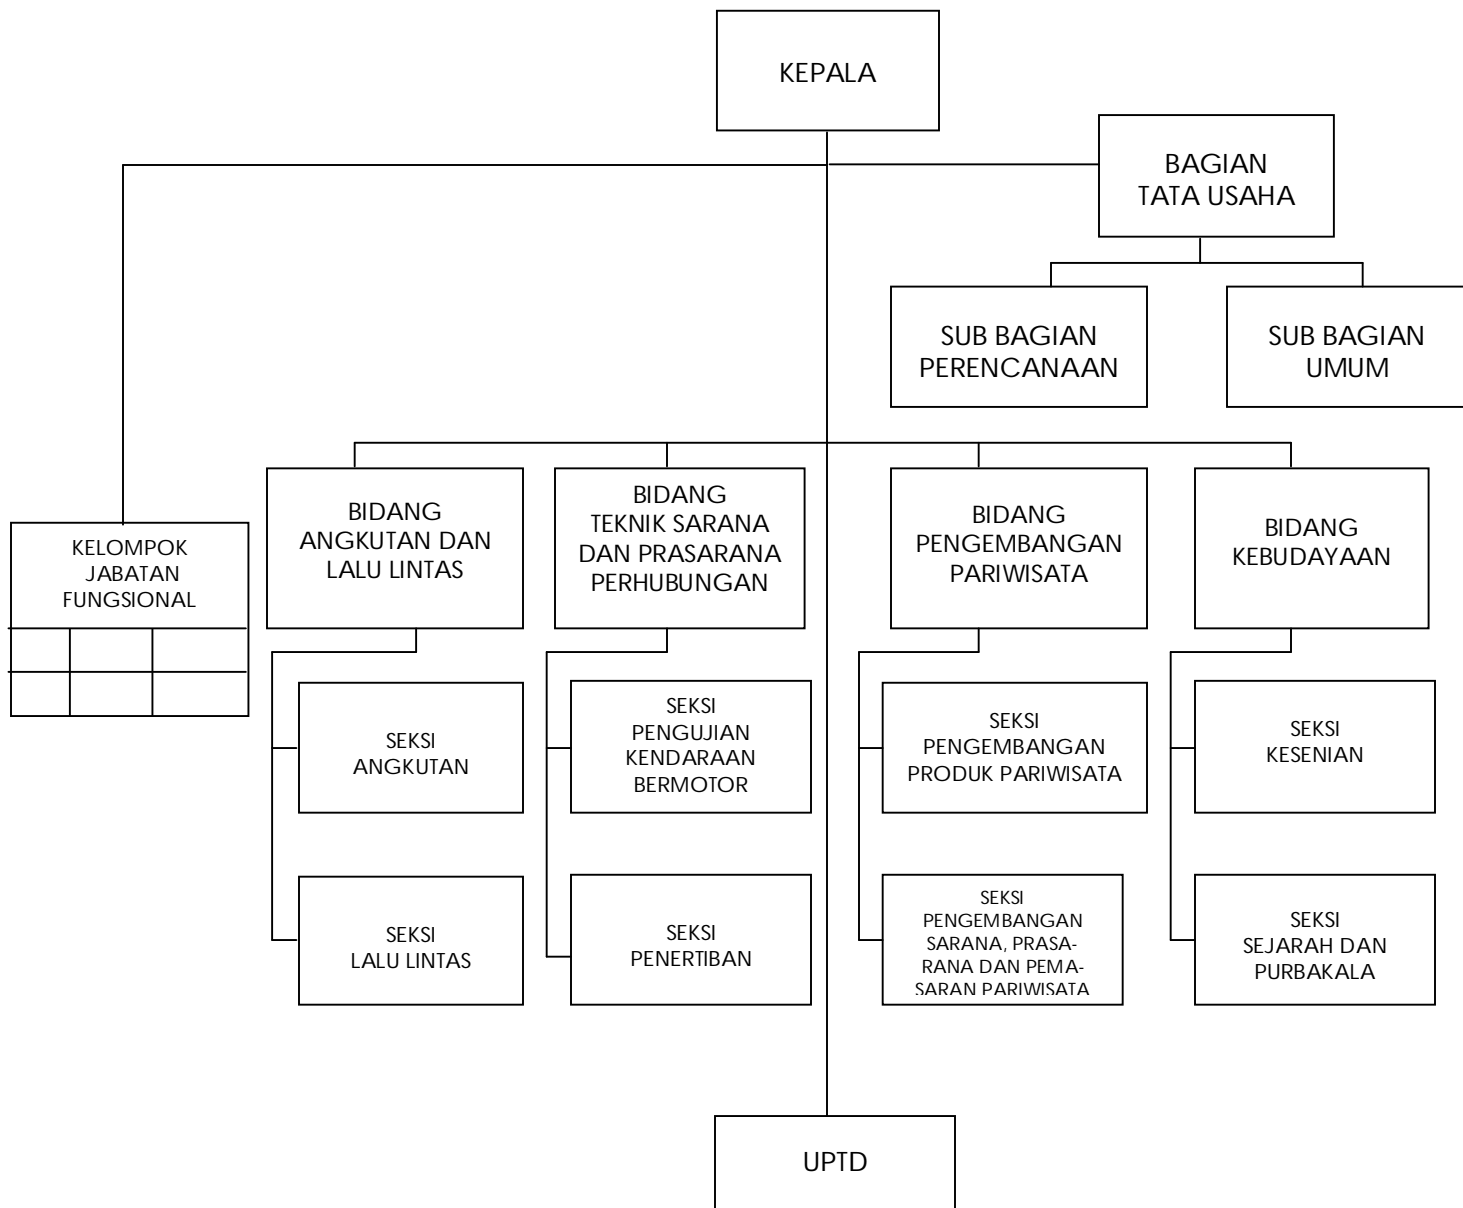 KEPALA
BAGIAN
TATA USAHA
SUB BAGIAN
PERENCANAAN
SUB BAGIAN
UMUM
KELOMPOK
JABATAN
FUNGSIONAL
BIDANG
ANGKUTAN DAN
LALU LINTAS
BIDANG
TEKNIK SARANA
DAN PRASARANA
PERHUBUNGAN
BIDANG
PENGEMBANGAN
PARIWISATA
BIDANG
KEBUDAYAAN
SEKSI
ANGKUTAN
SEKSI
PENGUJIAN
KENDARAAN
BERMOTOR
SEKSI
PENGEMBANGAN
PRODUK PARIWISATA
SEKSI
KESENIAN
SEKSI
LALU LINTAS
SEKSI
PENERTIBAN
SEKSI
PENGEMBANGAN
SARANA, PRASA-
RANA DAN PEMA-
SARAN PARIWISATA
SEKSI
SEJARAH DAN
PURBAKALA
UPTD